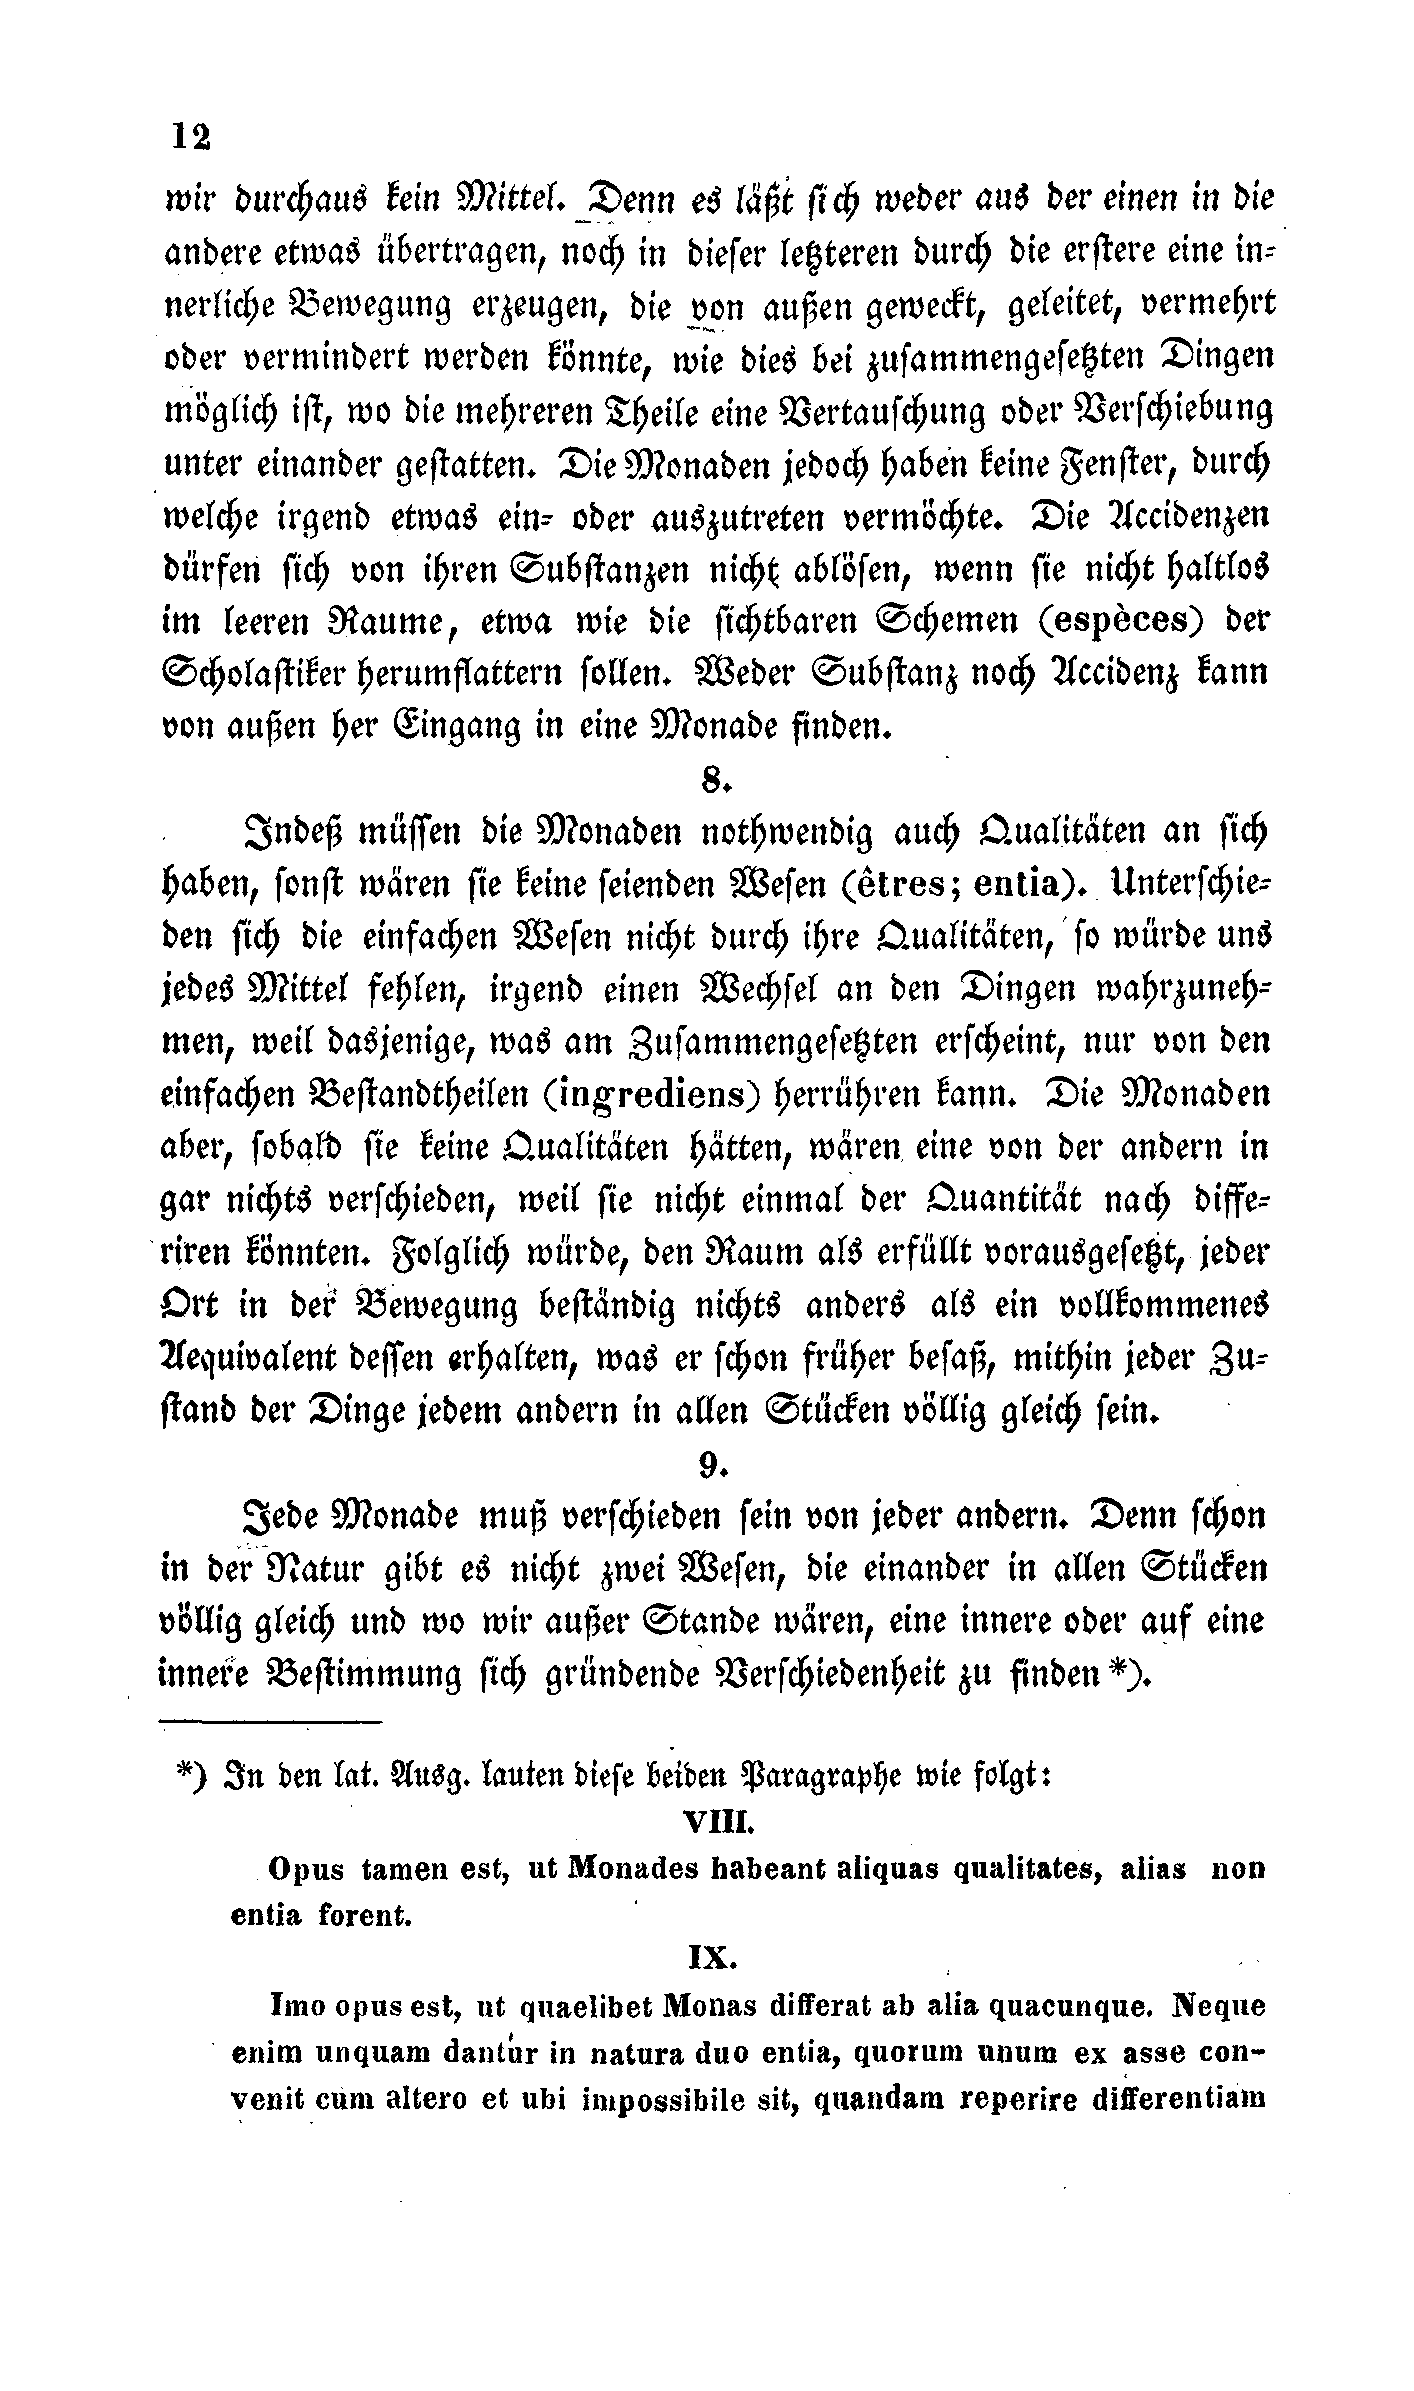 12
wir durchaus kein Mittel. Denn es läßt sich weder aus der einen in die
andere etwas übertragen, noch in dieser letzteren durch die erstere eine in-
nerliche Bewegung erzeugen, die von außen geweckt, geleitet, vermehrt
oder vermindert werden könnte, wie dies bei zusammengesetzten Dingen
möglich ist, wo die mehreren Theile eine Vertauschung oder Verschiebung
unter einander gestatten. Die Monaden jedoch haben keine Fenster, durch
welche irgend etwas ein- oder auszutreten vermöchte. Die Accidenzen
dürfen sich von ihren Substanzen nicht ablösen, wenn sie nicht haltlos
im leeren Raume, etwa wie die sichtbaren Schemen (espèces) der
Scholastiker herumflattern sollen. Weder Substanz noch Accidenz kann
von außen her Eingang in eine Monade finden.
8.
Indeß müssen die Monaden nothwendig auch Qualitäten an sich
haben, sonst wären sie keine seienden Wesen (êtres; entia). Unterschie-
den sich die einfachen Wesen nicht durch ihre Qualitäten, so würde uns
jedes Mittel fehlen, irgend einen Wechsel an den Dingen wahrzuneh-
men, weil dasjenige, was am Zusammengesetzten erscheint, nur von den
einfachen Bestandtheilen (ingrediens) herrühren kann. Die Monaden
aber, sobald sie keine Qualitäten hätten, wären eine von der andern in
gar nichts verschieden, weil sie nicht einmal der Quantität nach diffe-
riren könnten. Folglich würde, den Raum als erfüllt vorausgesetzt, jeder
Ort in der Bewegung beständig nichts anders als ein vollkommenes
Aequivalent dessen erhalten, was er schon früher besaß, mithin jeder Zu-
stand der Dinge jedem andern in allen Stücken völlig gleich sein.
9.
Jede Monade muß verschieden sein von jeder andern. Denn schon
in der Natur gibt es nicht zwei Wesen, die einander in allen Stücken
völlig gleich und wo wir außer Stande wären, eine innere oder auf eine
innere Bestimmung sich gründende Verschiedenheit zu finden *).
*) In den lat. Ausg. lauten diese beiden Paragraphe wie folgt:
VIII.
Opus tamen est, ut Monades habeant aliquas qualitates, alias non
entia forent.
IX.
Imo opus est, ut quaelibet Monas differat ab alia quacunque. Neque
enim unquam dantur in natura duo entia, quorum unum ex asse con-
venit cum altero et ubi impossibile sit, quandam reperire differentiam